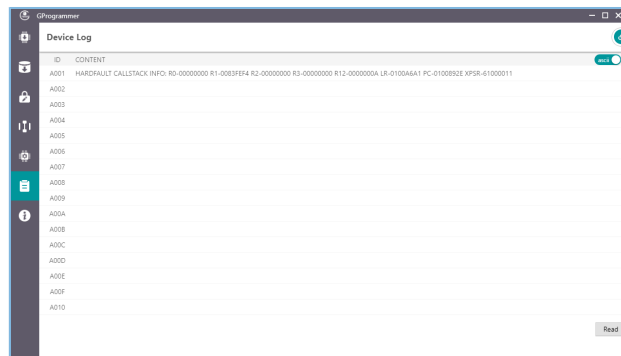 GProgrammer
Device Log
ID CONTENT
ascii
A001 HARDFAULT CALLSTACK INFO: R0-00000000 R1-0083FEF4 R2-00000000 R3-00000000 R12-0000000A LR-0100A6A1 PC-0100892E XPSR-61000011
A002
A003
A004
A005
A006
A007
A008
A009
A00A
A00B
A00C
A00D
A00E
A00F
A010
Read